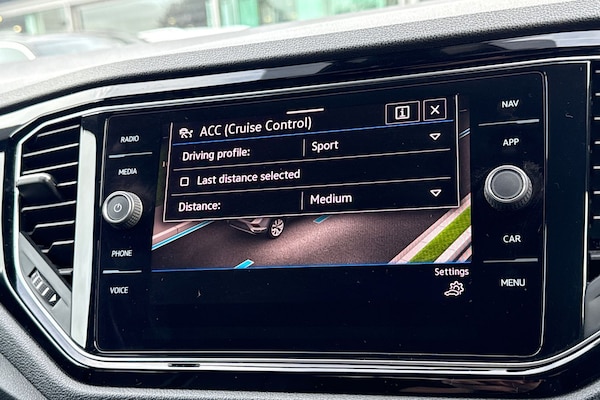 RADIO
MEDIA
PHONE
VOICE
ACC (Cruise Control)
Driving profile: Sport
Last distance selected
Distance: Medium
Settings
NAV
APP
CAR
MENU